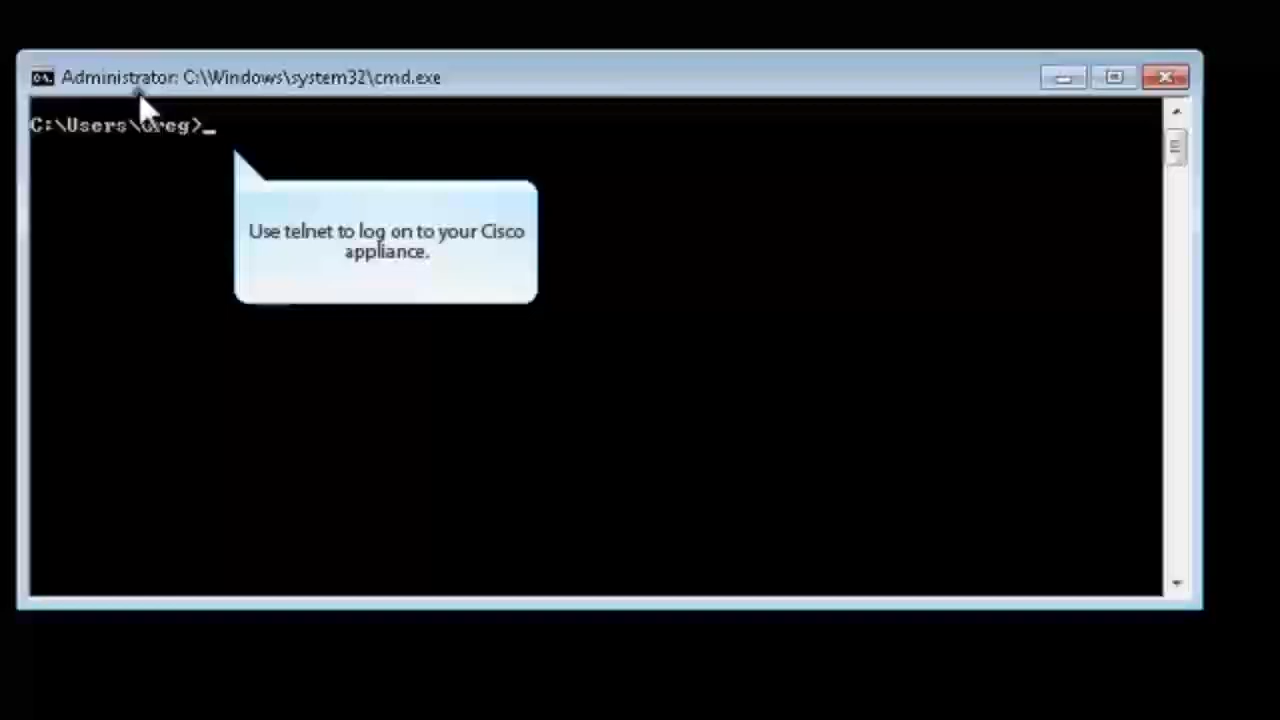 Administrator: C:\Windows\system32\cmd.exe
C:\Users\Greg>_
Use telnet to log on to your Cisco
appliance.